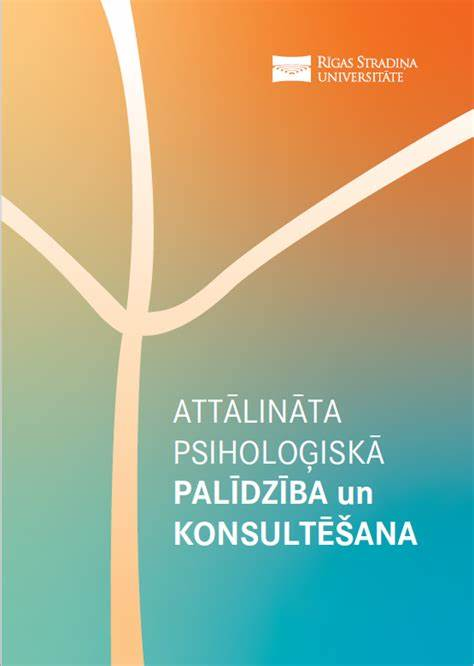 RĪGAS STRADIŅA
UNIVERSITĀTE
ATTĀLINĀTA
PSIHOLOĢISKĀ
PALĪDZĪBA un
KONSULTĒŠANA